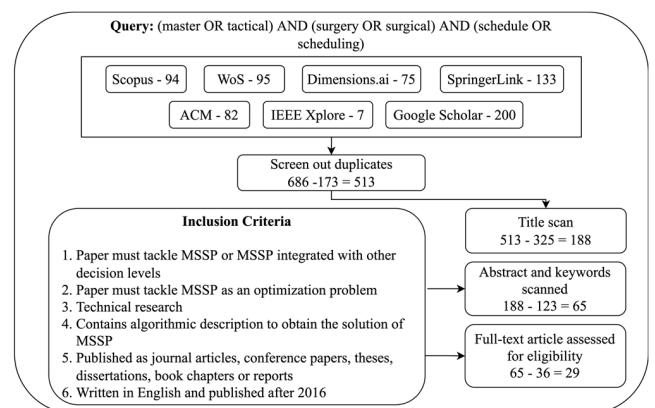 Query: (master OR tactical) AND (surgery OR surgical) AND (schedule OR
scheduling)
Scopus - 94
WoS - 95
Dimensions.ai - 75
SpringerLink - 133
ACM - 82
IEEE Xplore - 7
Google Scholar - 200
Screen out duplicates
686 -173 = 513
Title scan
513 - 325 = 188
Abstract and keywords
scanned
188 - 123 = 65
Full-text article assessed
for eligibility
65 - 36 = 29
Inclusion Criteria
1. Paper must tackle MSSP or MSSP integrated with other
decision levels
2. Paper must tackle MSSP as an optimization problem
3. Technical research
4. Contains algorithmic description to obtain the solution of
MSSP
5. Published as journal articles, conference papers, theses,
dissertations, book chapters or reports
6. Written in English and published after 2016